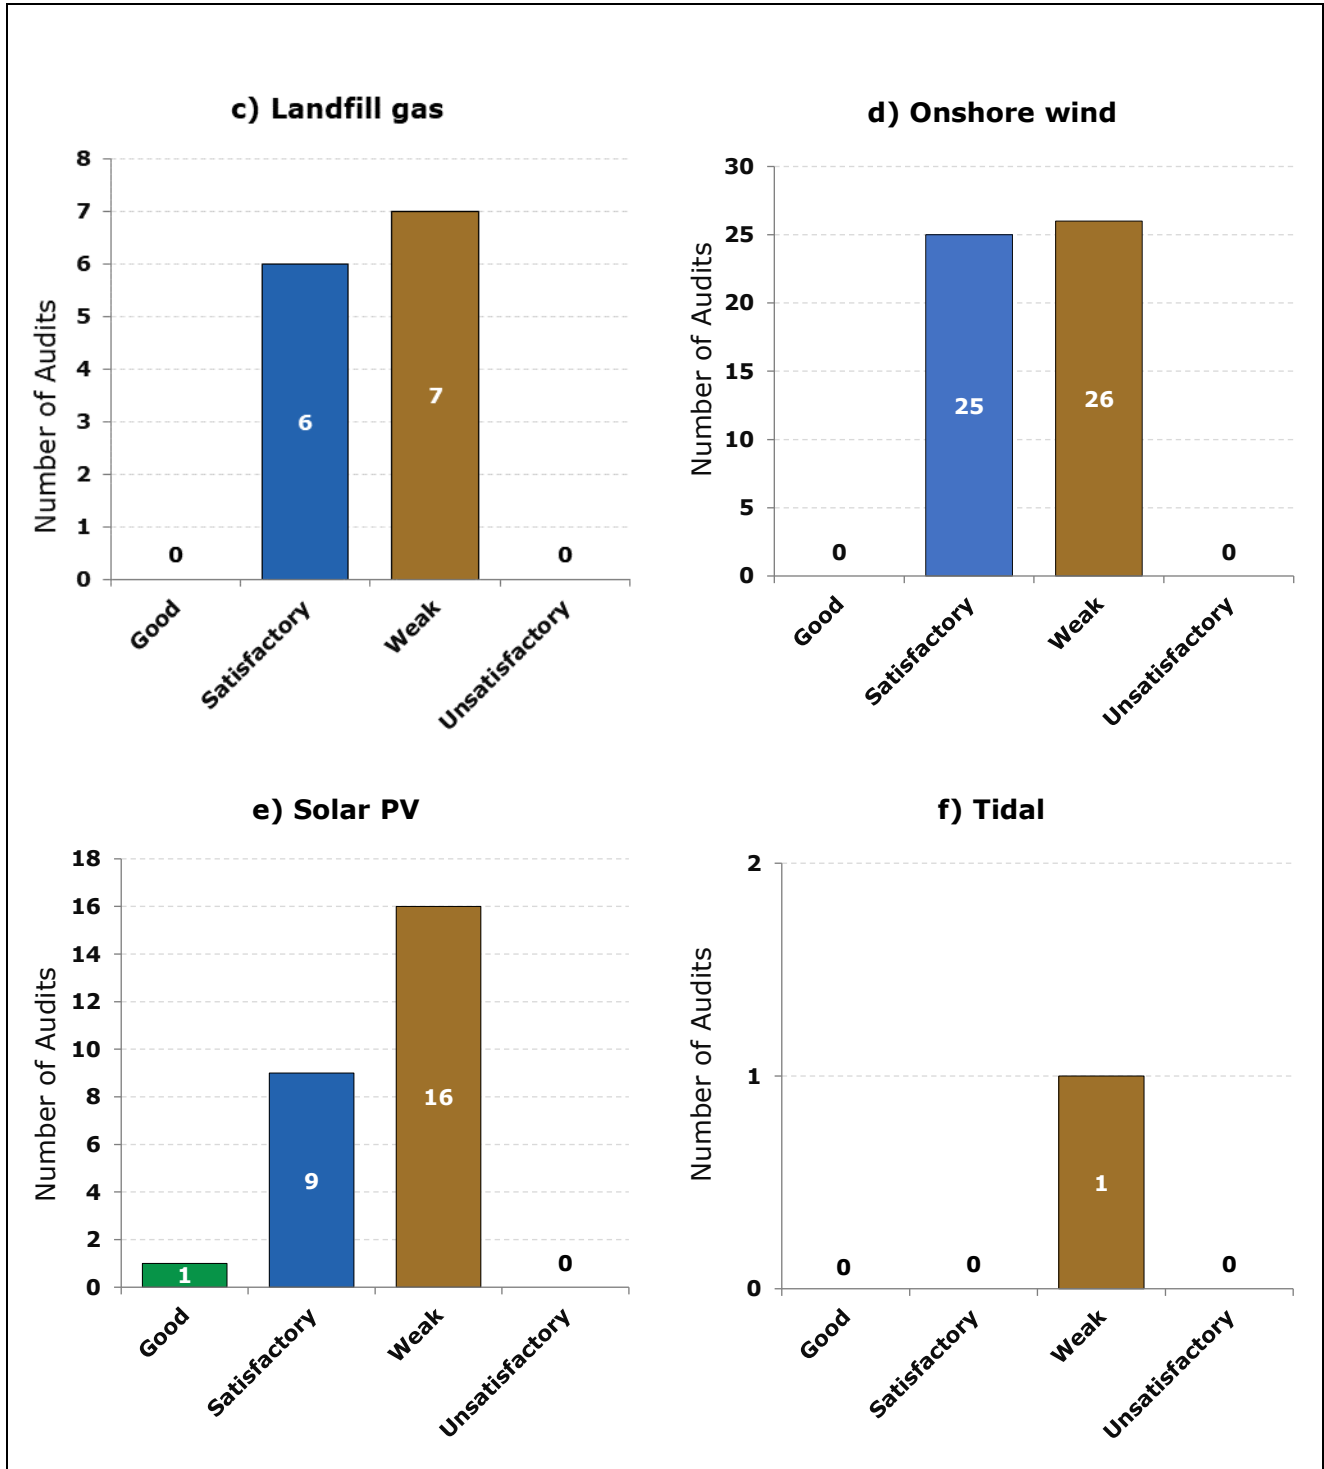 c) Landfill gas
Number of Audits
8
7
6
5
4
3
2
1
0
0
6
7
0
Good
Satisfactory
Weak
Unsatisfactory
d) Onshore wind
Number of Audits
30
25
20
15
10
5
0
0
25
26
0
Good
Satisfactory
Weak
Unsatisfactory
e) Solar PV
Number of Audits
18
16
14
12
10
8
6
4
2
0
1
9
16
0
Good
Satisfactory
Weak
Unsatisfactory
f) Tidal
Number of Audits
2
1
0
0
0
1
0
Good
Satisfactory
Weak
Unsatisfactory